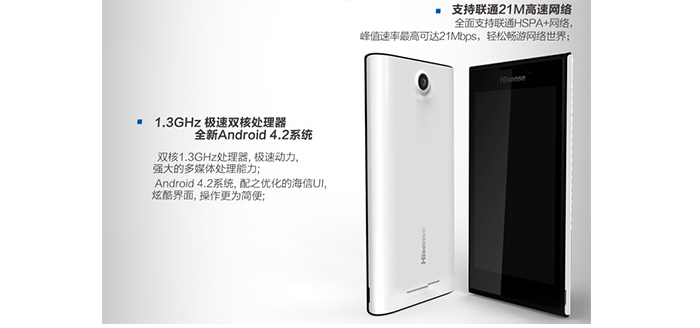 支持联通21M高速网络
全面支持联通HSPA+网络,
峰值速率最高可达21Mbps，轻松畅游网络世界；
1.3GHz 极速双核处理器
全新Android 4.2系统
双核1.3GHz处理器, 极速动力,
强大的多媒体处理能力;
Android 4.2系统, 配之优化的海信UI,
炫酷界面, 操作更为简便;
Hisense
Hisense